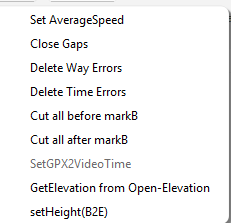 Set AverageSpeed
Close Gaps
Delete Way Errors
Delete Time Errors
Cut all before markB
Cut all after markB
SetGPX2VideoTime
GetElevation from Open-Elevation
setHeight(B2E)